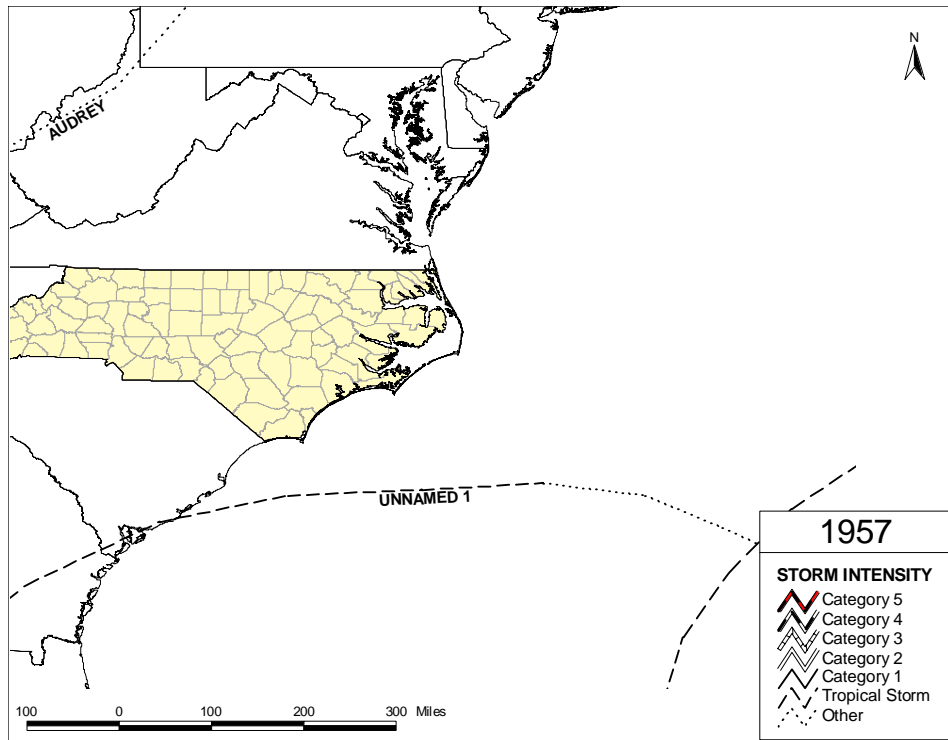 N
AUDREY
UNNAMED 1
1957
STORM INTENSITY
Category 5
Category 4
Category 3
Category 2
Category 1
Tropical Storm
Other
100 0 100 200 300 Miles